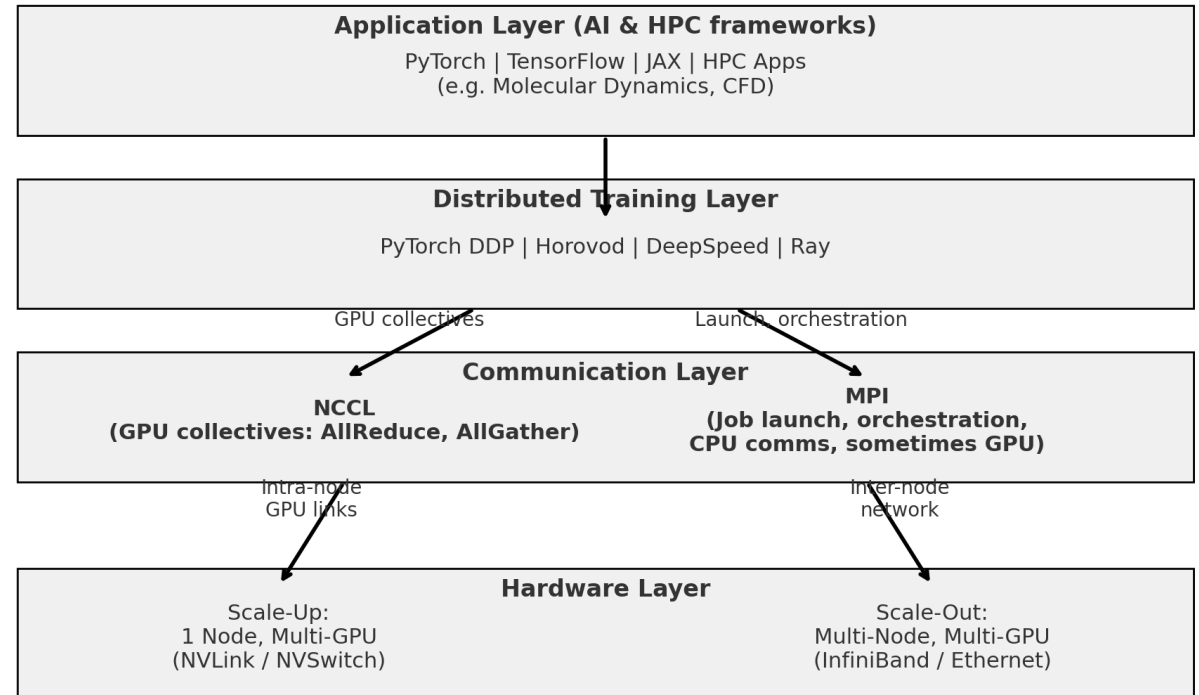 Application Layer (AI & HPC frameworks)
PyTorch | TensorFlow | JAX | HPC Apps
(e.g. Molecular Dynamics, CFD)
Distributed Training Layer
PyTorch DDP | Horovod | DeepSpeed | Ray
GPU collectives
Launch, orchestration
Communication Layer
NCCL
(GPU collectives: AllReduce, AllGather)
MPI
(Job launch, orchestration,
CPU comms, sometimes GPU)
Intra-node
GPU links
Inter-node
network
Hardware Layer
Scale-Up:
1 Node, Multi-GPU
(NVLink / NVSwitch)
Scale-Out:
Multi-Node, Multi-GPU
(InfiniBand / Ethernet)